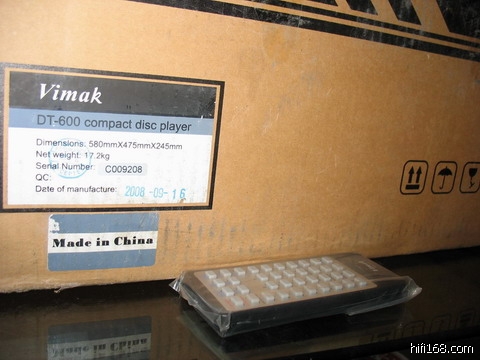 Vimak
DT-600 compact disc player
Dimensions: 580mmX475mmX245mm
Net weight: 17.2kg
Serial Number: C009208
QC:
Date of manufacture: 2008-09-16
Made in China
hifi168.com